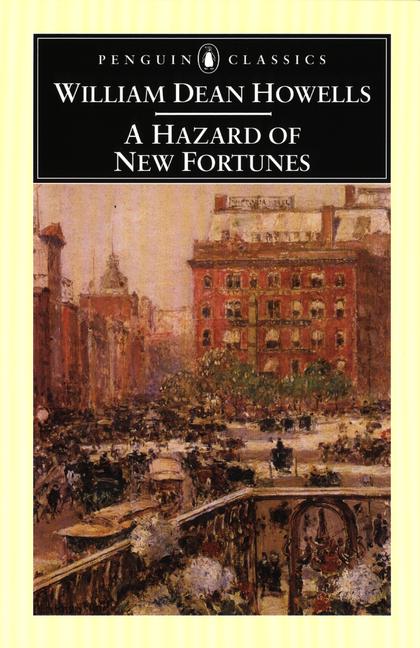 PENGUIN CLASSICS
WILLIAM DEAN HOWELLS
A HAZARD OF
NEW FORTUNES